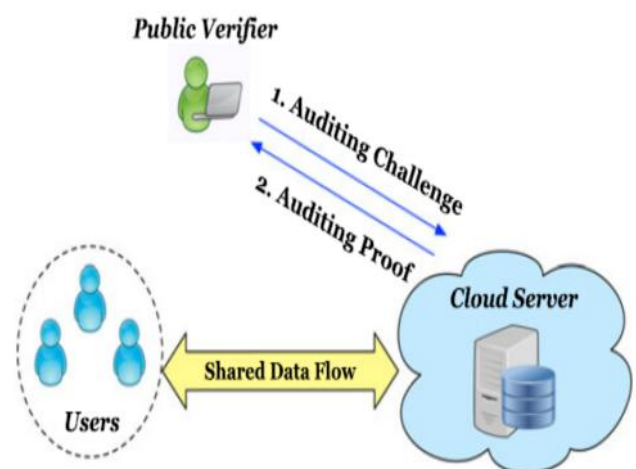 Public Verifier
1. Auditing Challenge
2. Auditing Proof
Cloud Server
Shared Data Flow
Users